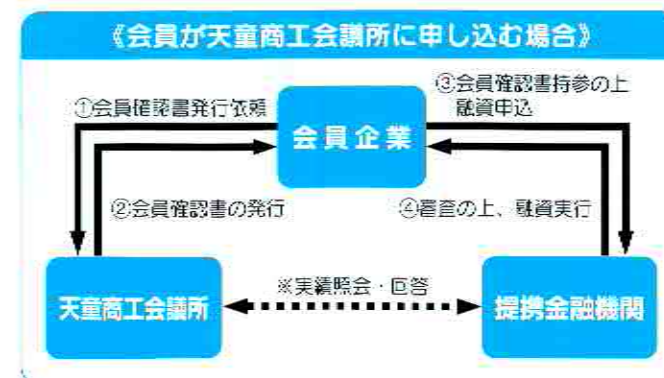 《会員が天童商工会議所に申し込む場合》
③会員確認書持参の上
融資申込
①会員確認書発行依頼
会員企業
②会員確認書の発行
④審査の上、融資実行
※実績照会・回答
天童商工会議所
提携金融機関